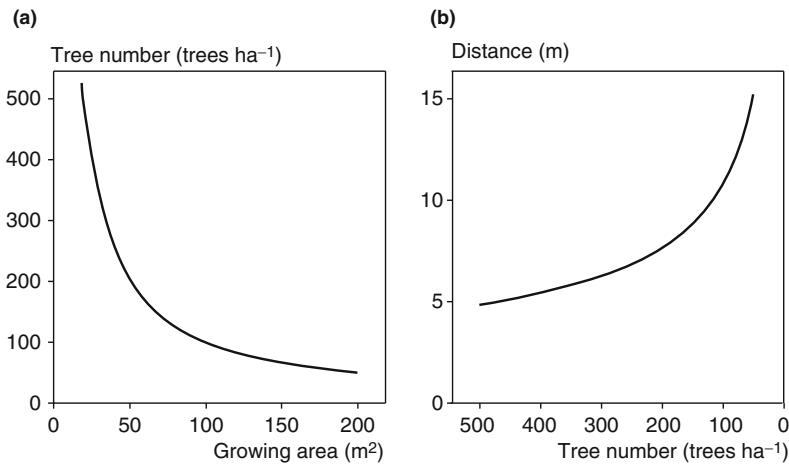 (a)
Tree number (trees ha⁻¹)
500
400
300
200
100
0
0 50 100 150 200
Growing area (m²)
(b)
Distance (m)
15
10
5
0
500 400 300 200 100 0
Tree number (trees ha⁻¹)